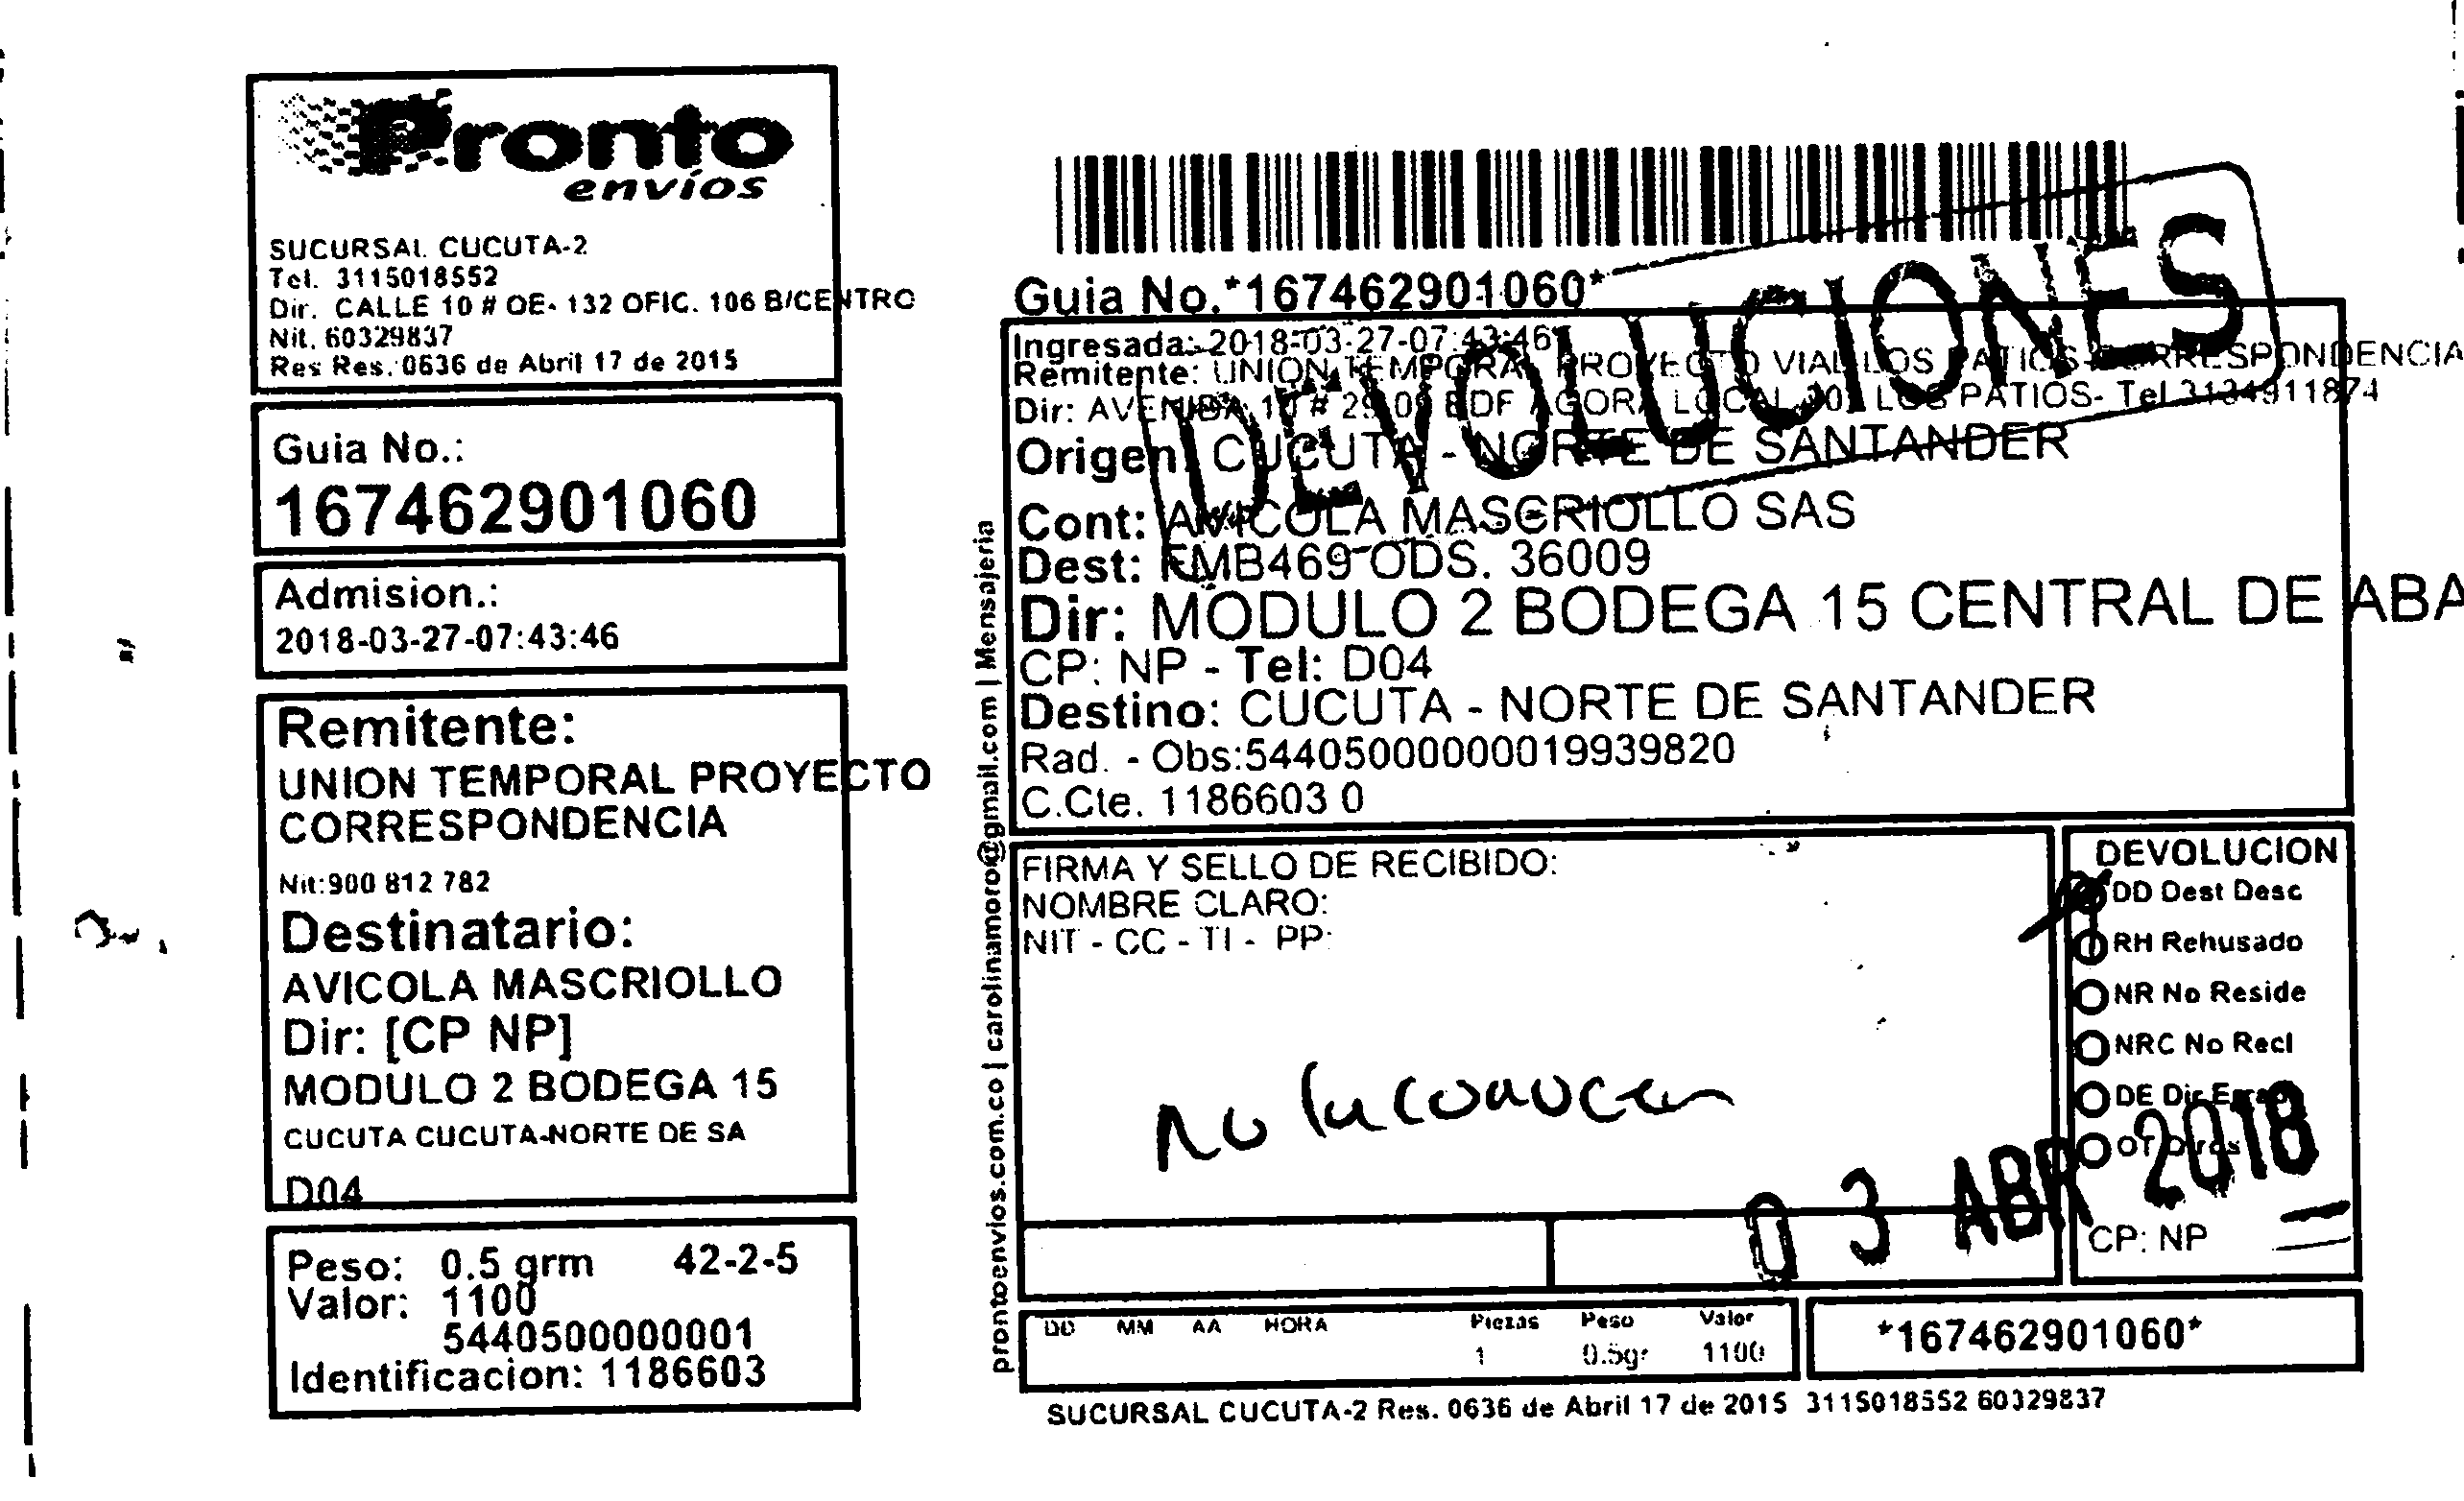 Pronto
envíos
SUCURSAL CUCUTA-2
Tel. 3115018552
Dir. CALLE 10 # OE- 132 OFIC. 106 B/CENTRO
Nit. 60329837
Res Res. 0636 de Abril 17 de 2015
Guia No.:
167462901060
Admision.:
2018-03-27-07:43:46
Remitente:
UNION TEMPORAL PROYECTO
CORRESPONDENCIA
Nit:900 812 782
Destinatario:
AVICOLA MASCRIOLLO
Dir: [CP NP]
MODULO 2 BODEGA 15
CUCUTA CUCUTA-NORTE DE SA
D04
Peso: 0.5 grm 42-2-5
Valor: 1100
5440500000001
Identificacion: 1186603
prontoenvios.com.co | carolinamoro@gmail.com | Mensajeria
Guia No.*167462901060*
DEVOLUCIONES
Ingresada: 2018-03-27-07:43:46
Remitente: UNION TEMPORAL PROYECTO VIAL LOS PATIOS CORRESPONDENCIA
Dir: AVENIDA 10 # 29 EDF AGORA LOCAL LOS PATIOS- Tel 3134911874
Origen: CUCUTA - NORTE DE SANTANDER
Cont: AVICOLA MASCRIOLLO SAS
Dest: EMB469 ODS. 36009
Dir: MODULO 2 BODEGA 15 CENTRAL DE ABA
CP: NP - Tel: D04
Destino: CUCUTA - NORTE DE SANTANDER
Rad. - Obs:54405000000019939820
C.Cte. 1186603 0
FIRMA Y SELLO DE RECIBIDO:
NOMBRE CLARO:
NIT - CC - TI - PP:
No la conocen
DEVOLUCION
DD Dest Desc
RH Rehusado
NR No Reside
NRC No Recl
DE Dir Errao
OT Otros
03 ABR 2018
CP: NP
DD MM AA HORA Piezas Peso Valor
1 0.5gr 1100
*167462901060*
SUCURSAL CUCUTA-2 Res. 0636 de Abril 17 de 2015 3115018552 60329837